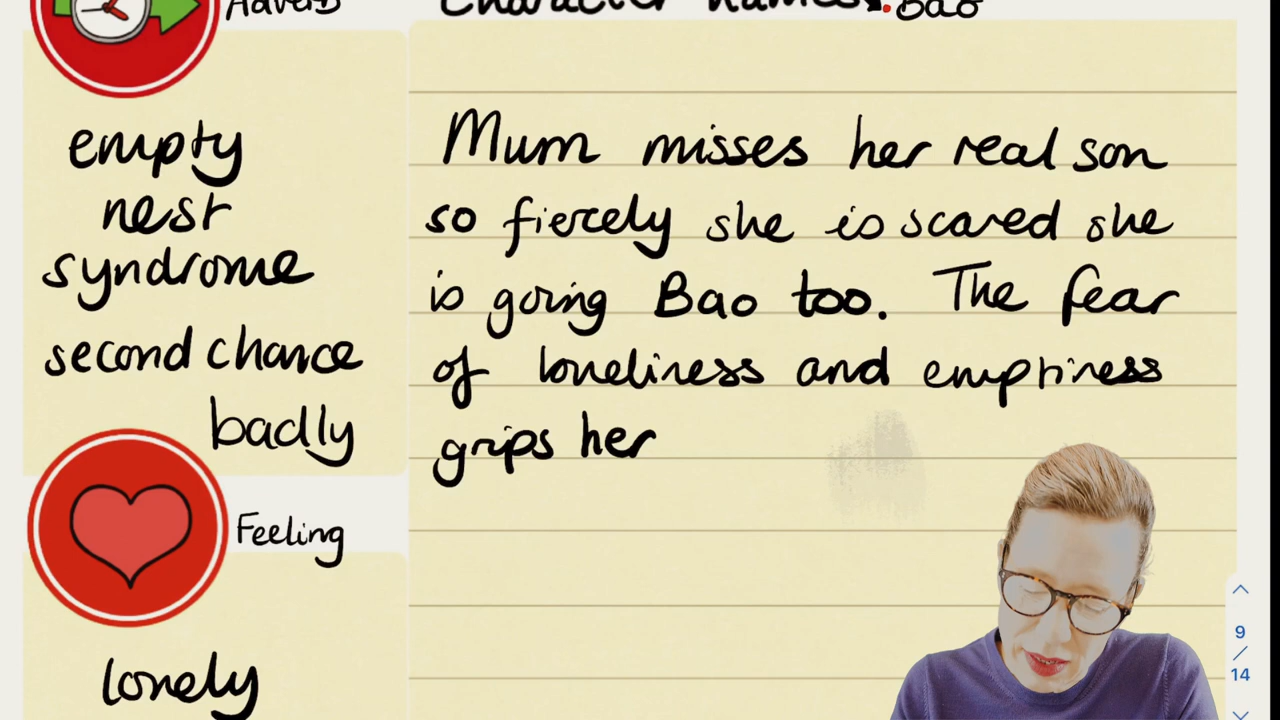 Adverb
Character names: Bao
empty
nest
syndrome
second chance
badly
Feeling
lonely
Mum misses her real son
so fiercely she is scared she
is going Bao too. The fear
of loneliness and emptiness
grips her
9
/
14